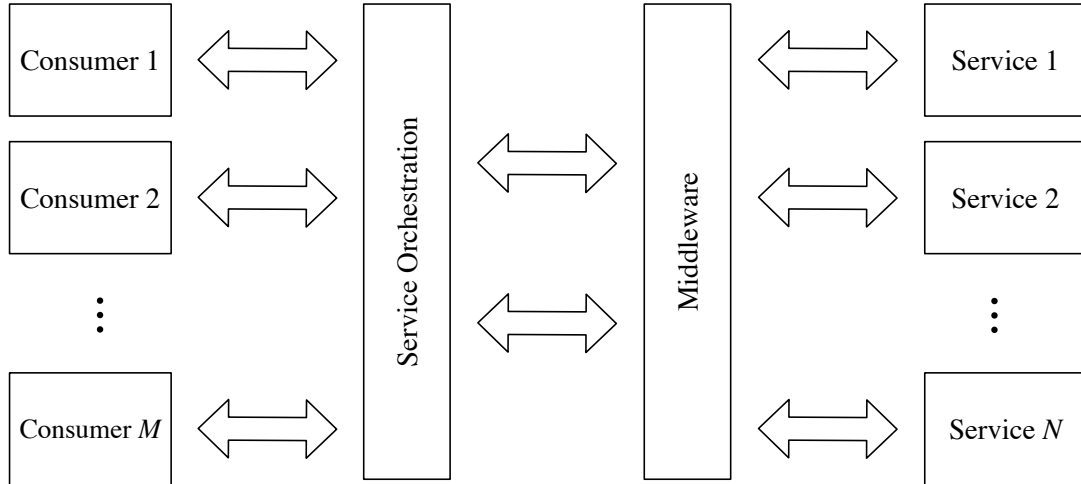 Consumer 1
Consumer 2
Consumer M
Service Orchestration
Middleware
Service 1
Service 2
Service N